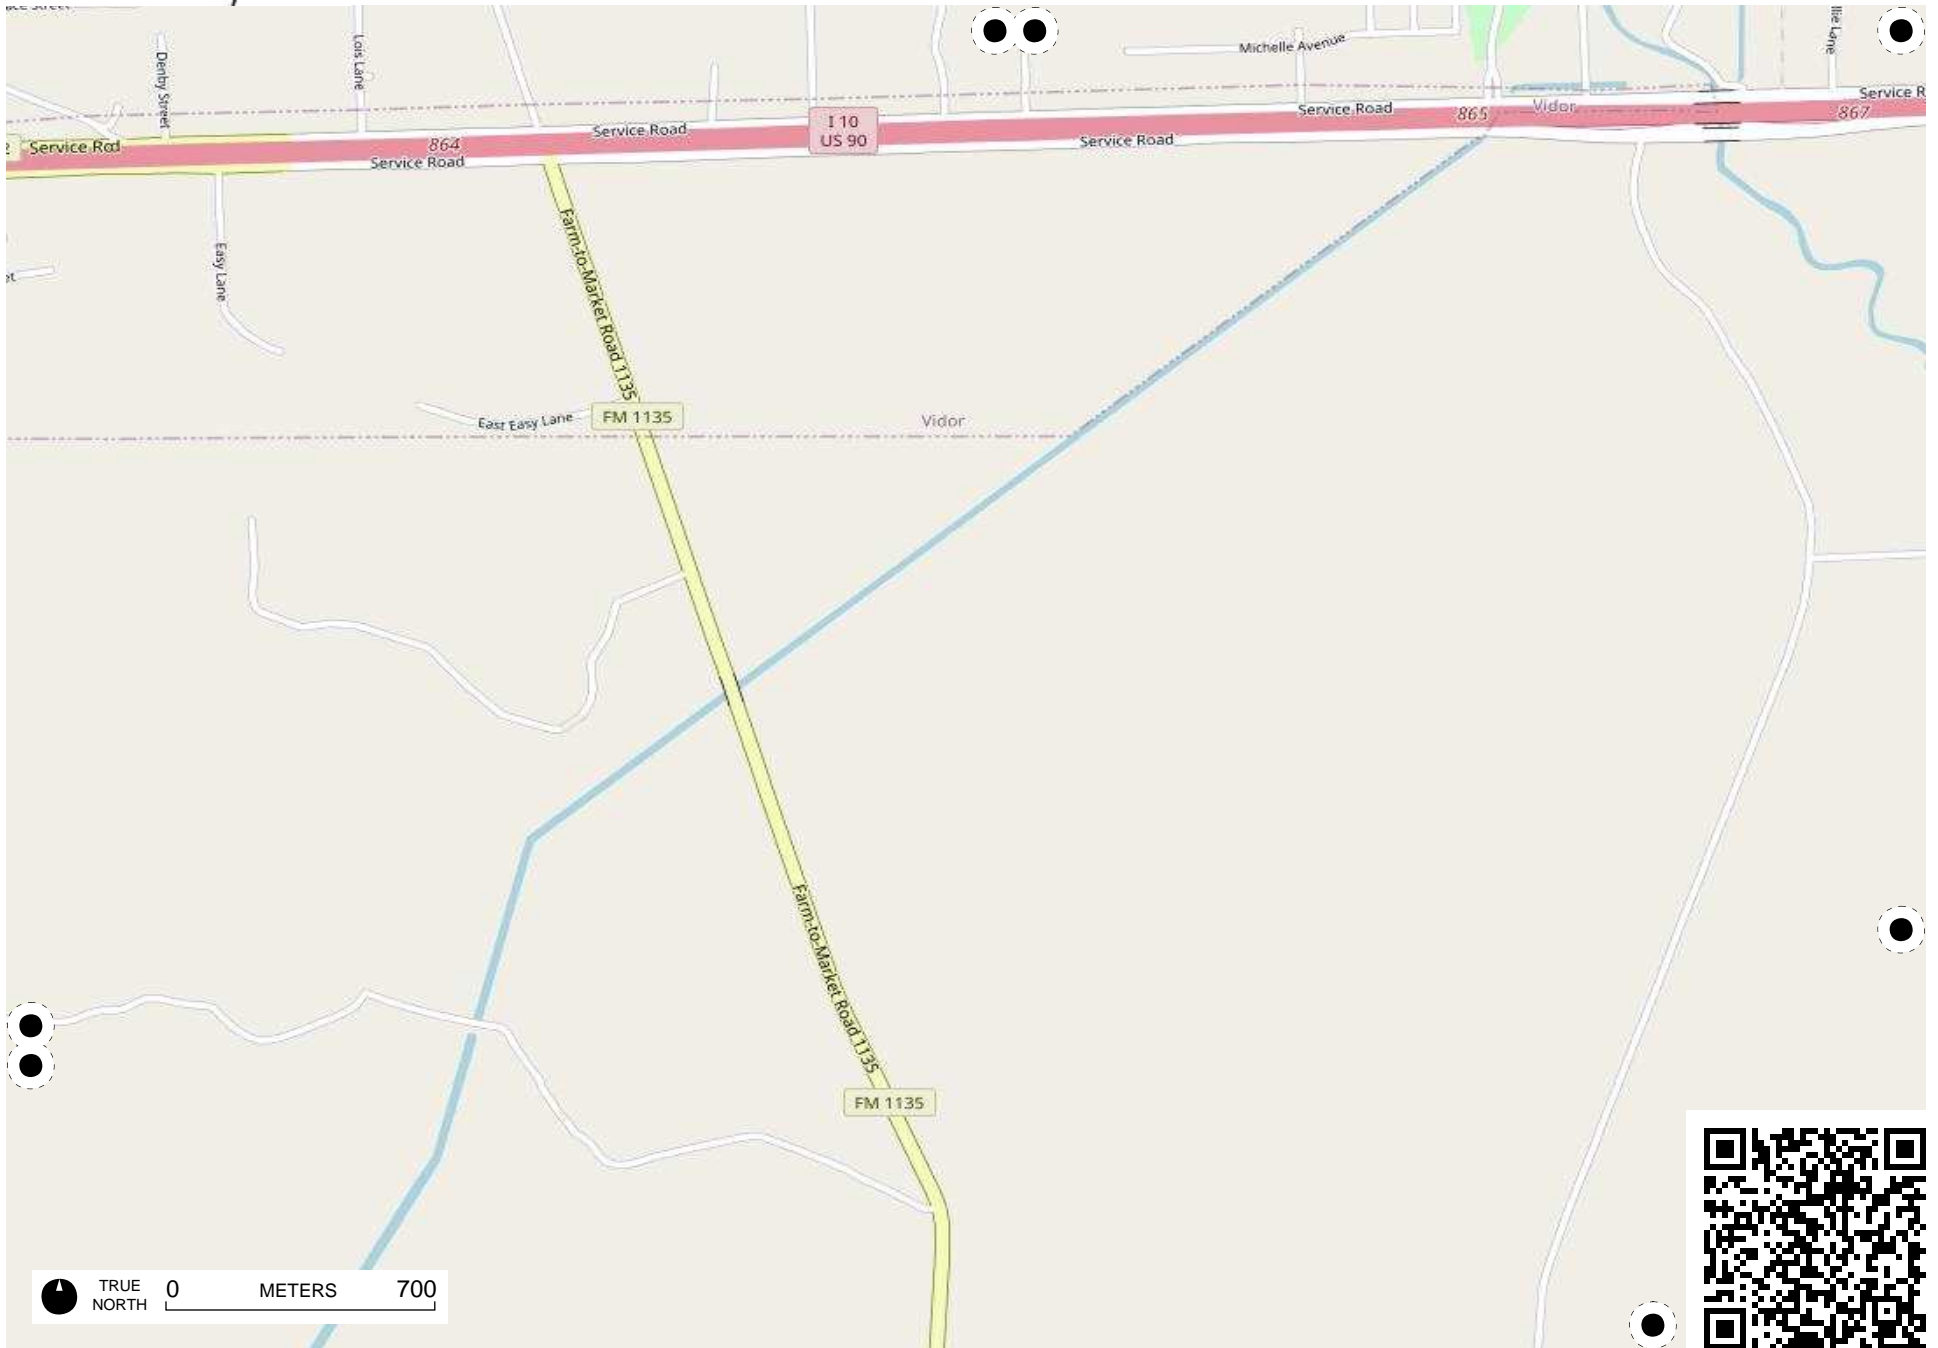 Michelle Avenue
Lois Lane
Denby Street
Service R
865
Vidor
867
Service Road
I 10
US 90
Service Road
2
Service Rd
864
Service Road
Service Road
Easy Lane
Farm-to-Market Road 1135
East Easy Lane
FM 1135
Vidor
Farm-to-Market Road 1135
FM 1135
TRUE
NORTH
0
METERS
700